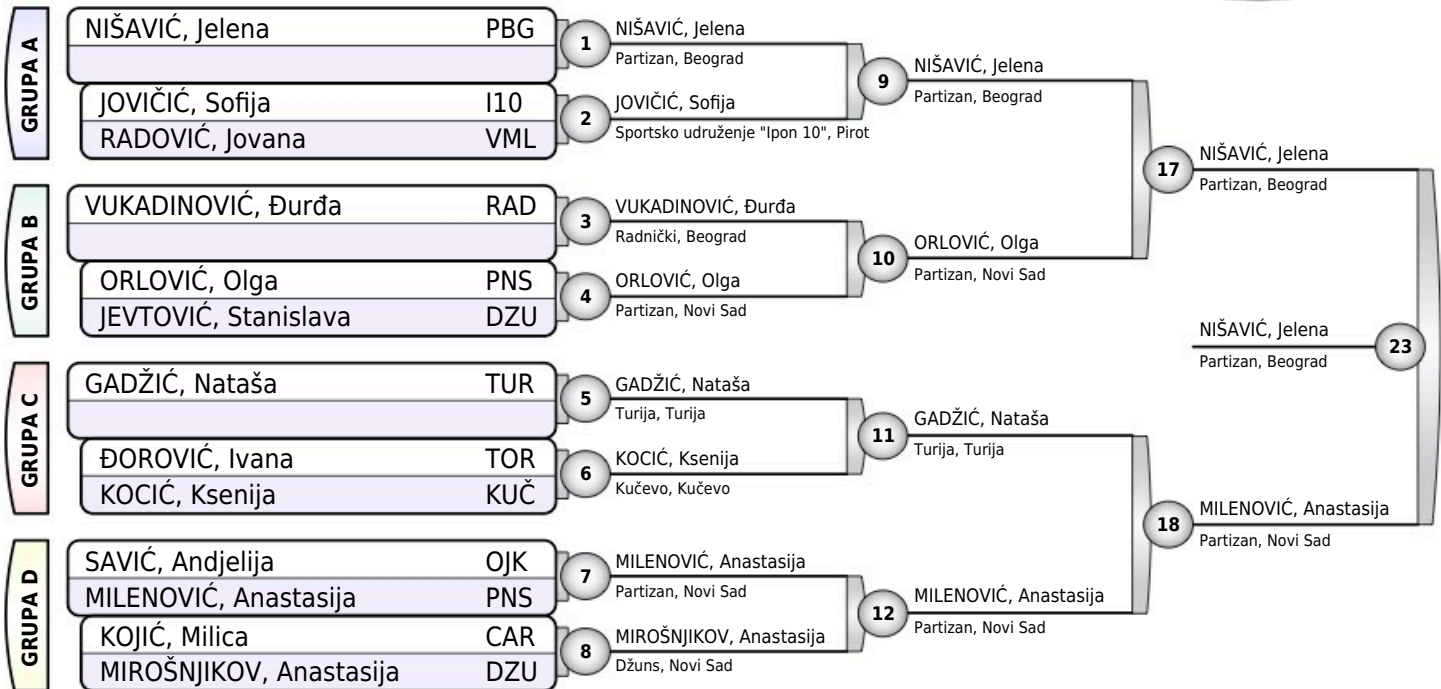 GRUPA A
NIŠAVIĆ, Jelena PBG
JOVIČIĆ, Sofija I10
RADOVIĆ, Jovana VML
GRUPA B
VUKADINOVIĆ, Đurđa RAD
ORLOVIĆ, Olga PNS
JEVTOVIĆ, Stanislava DZU
GRUPA C
GADŽIĆ, Nataša TUR
ĐOROVIĆ, Ivana TOR
KOCIĆ, Ksenija KUČ
GRUPA D
SAVIĆ, Andjelija OJK
MILENOVIĆ, Anastasija PNS
KOJIĆ, Milica CAR
MIROŠNJIKOV, Anastasija DZU
1 NIŠAVIĆ, Jelena
Partizan, Beograd
2 JOVIČIĆ, Sofija
Sportsko udruženje "Ipon 10", Pirot
3 VUKADINOVIĆ, Đurđa
Radnički, Beograd
4 ORLOVIĆ, Olga
Partizan, Novi Sad
5 GADŽIĆ, Nataša
Turija, Turija
6 KOCIĆ, Ksenija
Kučevo, Kučevo
7 MILENOVIĆ, Anastasija
Partizan, Novi Sad
8 MIROŠNJIKOV, Anastasija
Džuns, Novi Sad
9 NIŠAVIĆ, Jelena
Partizan, Beograd
10 ORLOVIĆ, Olga
Partizan, Novi Sad
11 GADŽIĆ, Nataša
Turija, Turija
12 MILENOVIĆ, Anastasija
Partizan, Novi Sad
17 NIŠAVIĆ, Jelena
Partizan, Beograd
18 MILENOVIĆ, Anastasija
Partizan, Novi Sad
NIŠAVIĆ, Jelena 23
Partizan, Beograd